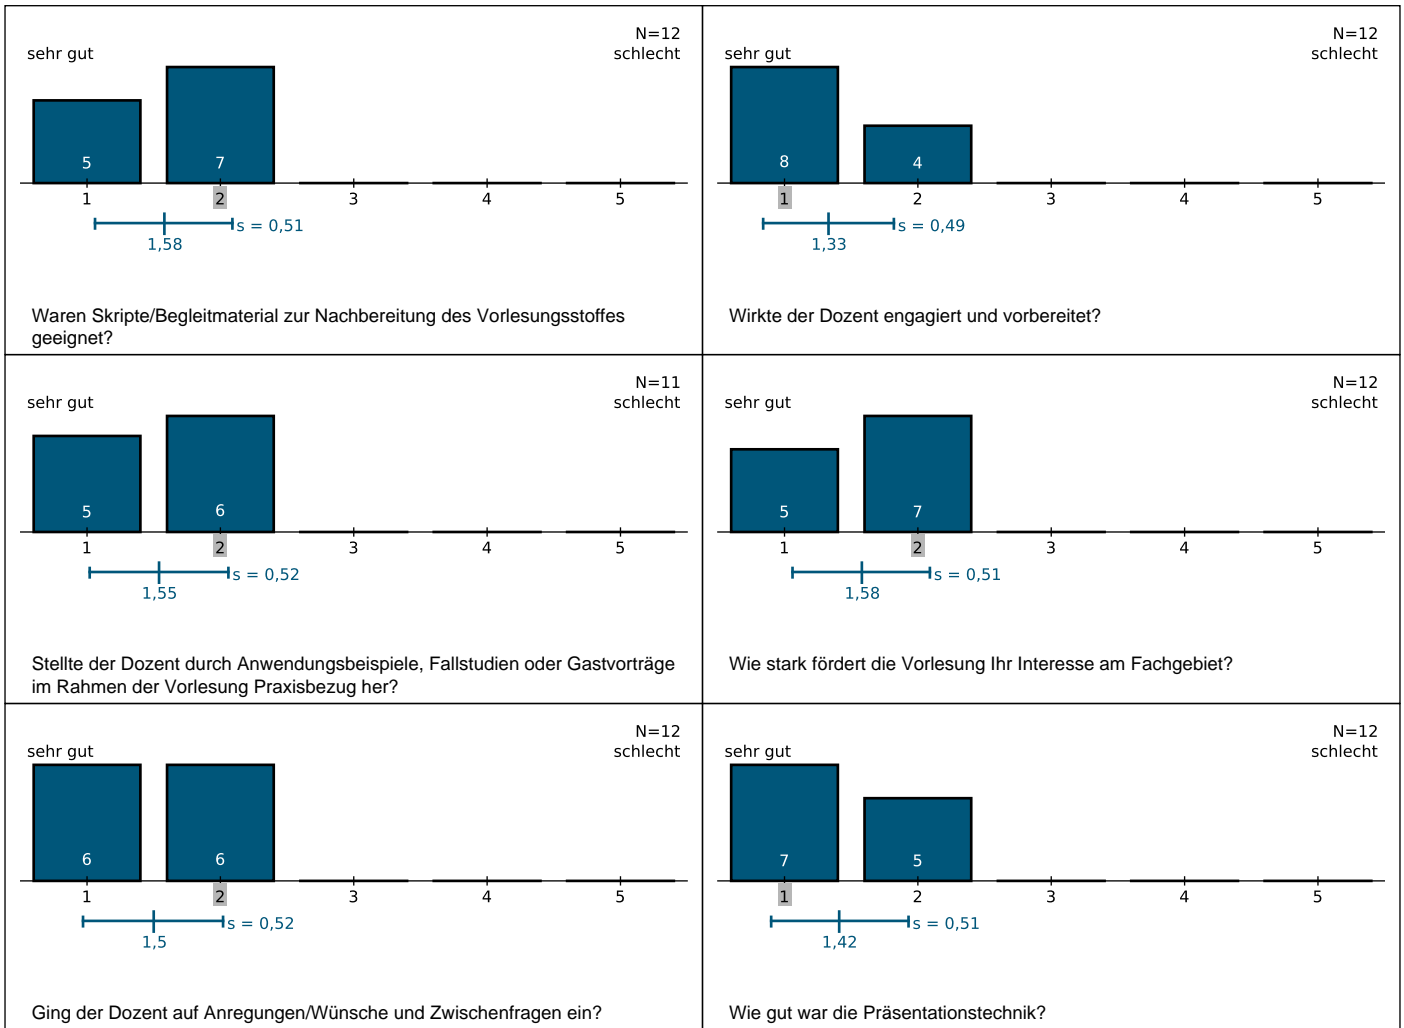 N=12
sehr gut schlecht
5 7
1 2 3 4 5
s = 0,51
1,58
Waren Skripte/Begleitmaterial zur Nachbereitung des Vorlesungsstoffes
geeignet?
N=12
sehr gut schlecht
8 4
1 2 3 4 5
s = 0,49
1,33
Wirkte der Dozent engagiert und vorbereitet?
N=11
sehr gut schlecht
5 6
1 2 3 4 5
s = 0,52
1,55
Stellte der Dozent durch Anwendungsbeispiele, Fallstudien oder Gastvorträge
im Rahmen der Vorlesung Praxisbezug her?
N=12
sehr gut schlecht
5 7
1 2 3 4 5
s = 0,51
1,58
Wie stark fördert die Vorlesung Ihr Interesse am Fachgebiet?
N=12
sehr gut schlecht
6 6
1 2 3 4 5
s = 0,52
1,5
Ging der Dozent auf Anregungen/Wünsche und Zwischenfragen ein?
N=12
sehr gut schlecht
7 5
1 2 3 4 5
s = 0,51
1,42
Wie gut war die Präsentationstechnik?